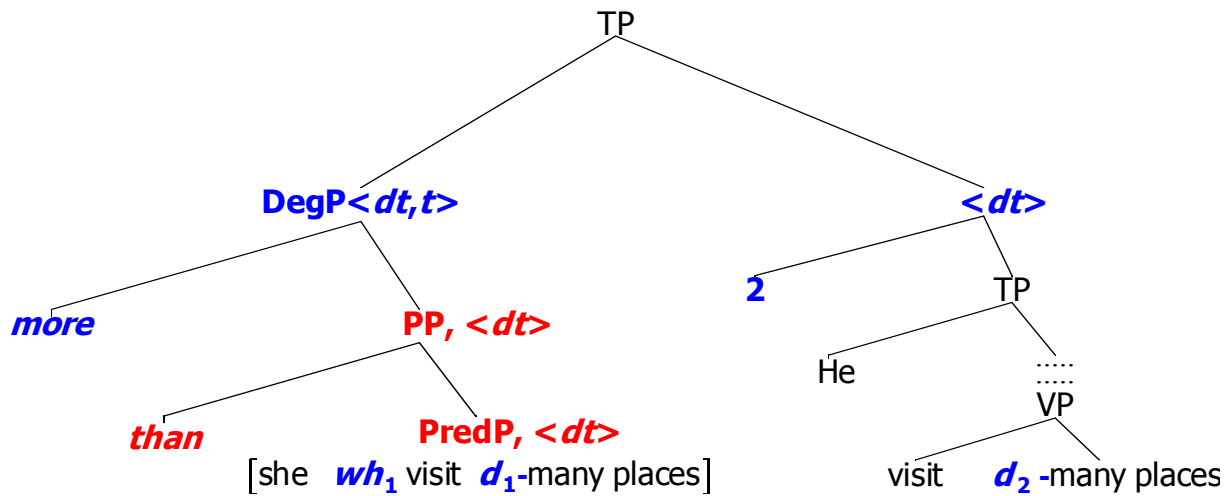 TP
DegP<dt,t> <dt>
more PP, <dt> 2 TP
He .....
.....
than PredP, <dt> VP
[she wh₁ visit d₁-many places] visit d₂ -many places